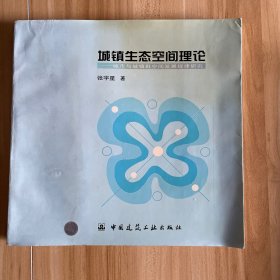 城镇生态空间理论
张宇星 著
中国建筑工业出版社